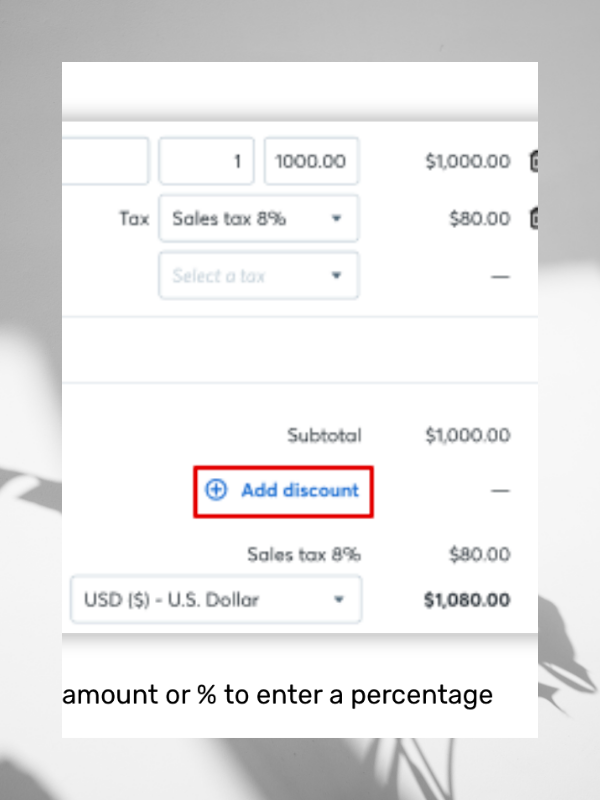 1 1000.00 $1,000.00
Tax Sales tax 8% $80.00
Select a tax —
Subtotal $1,000.00
Add discount —
Sales tax 8% $80.00
USD ($) - U.S. Dollar $1,080.00
amount or % to enter a percentage